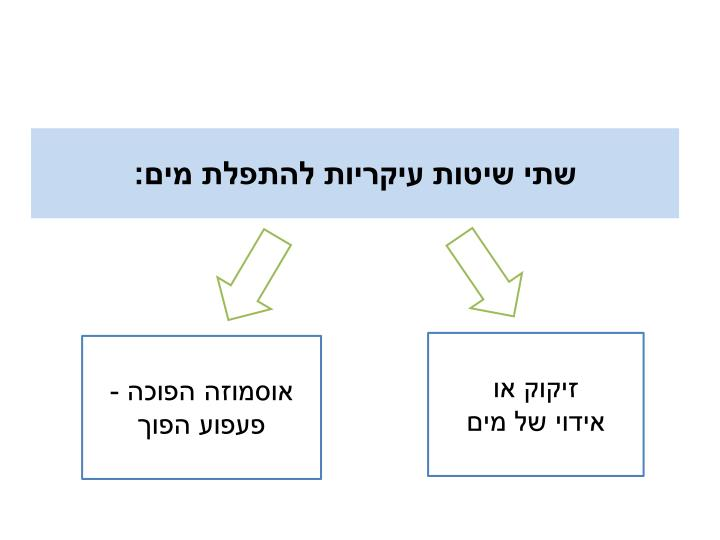 שתי שיטות עיקריות להתפלת מים:
זיקוק או
אידוי של מים
אוסמוזה הפוכה -
פעפוע הפוך